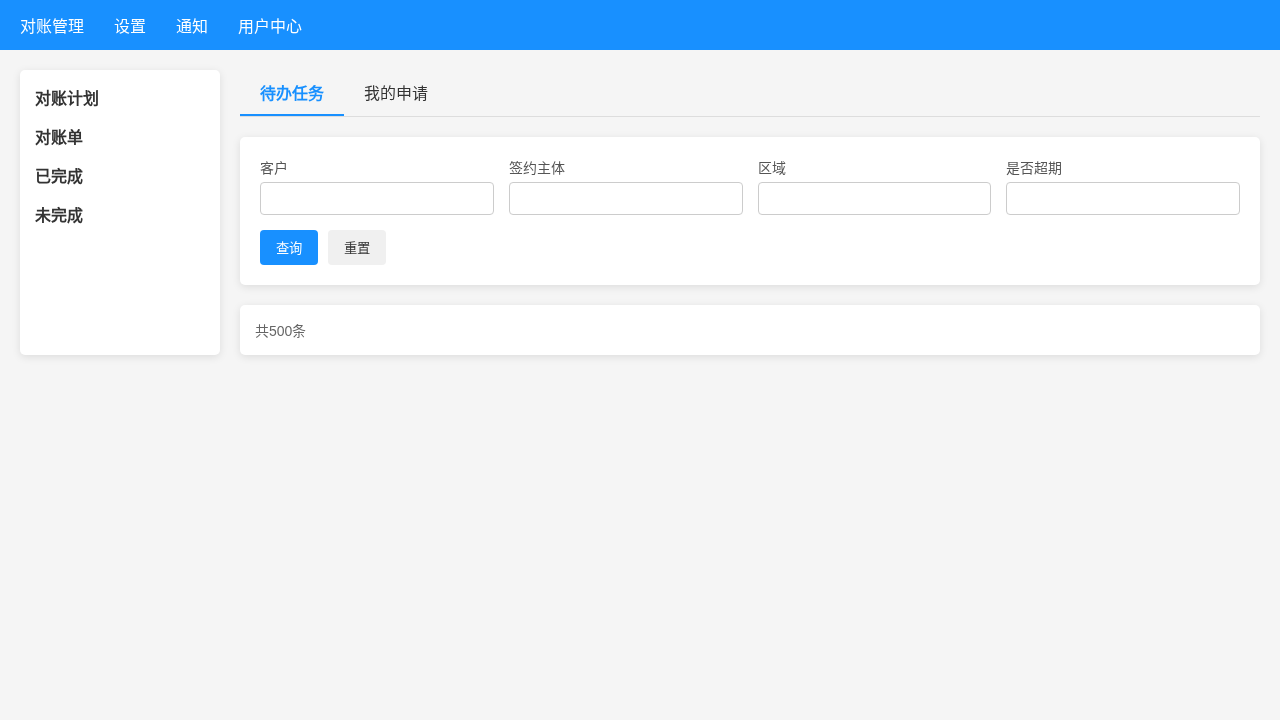 对账管理 设置 通知 用户中心
对账计划
对账单
已完成
未完成
待办任务 我的申请
客户 签约主体 区域 是否超期
查询 重置
共500条